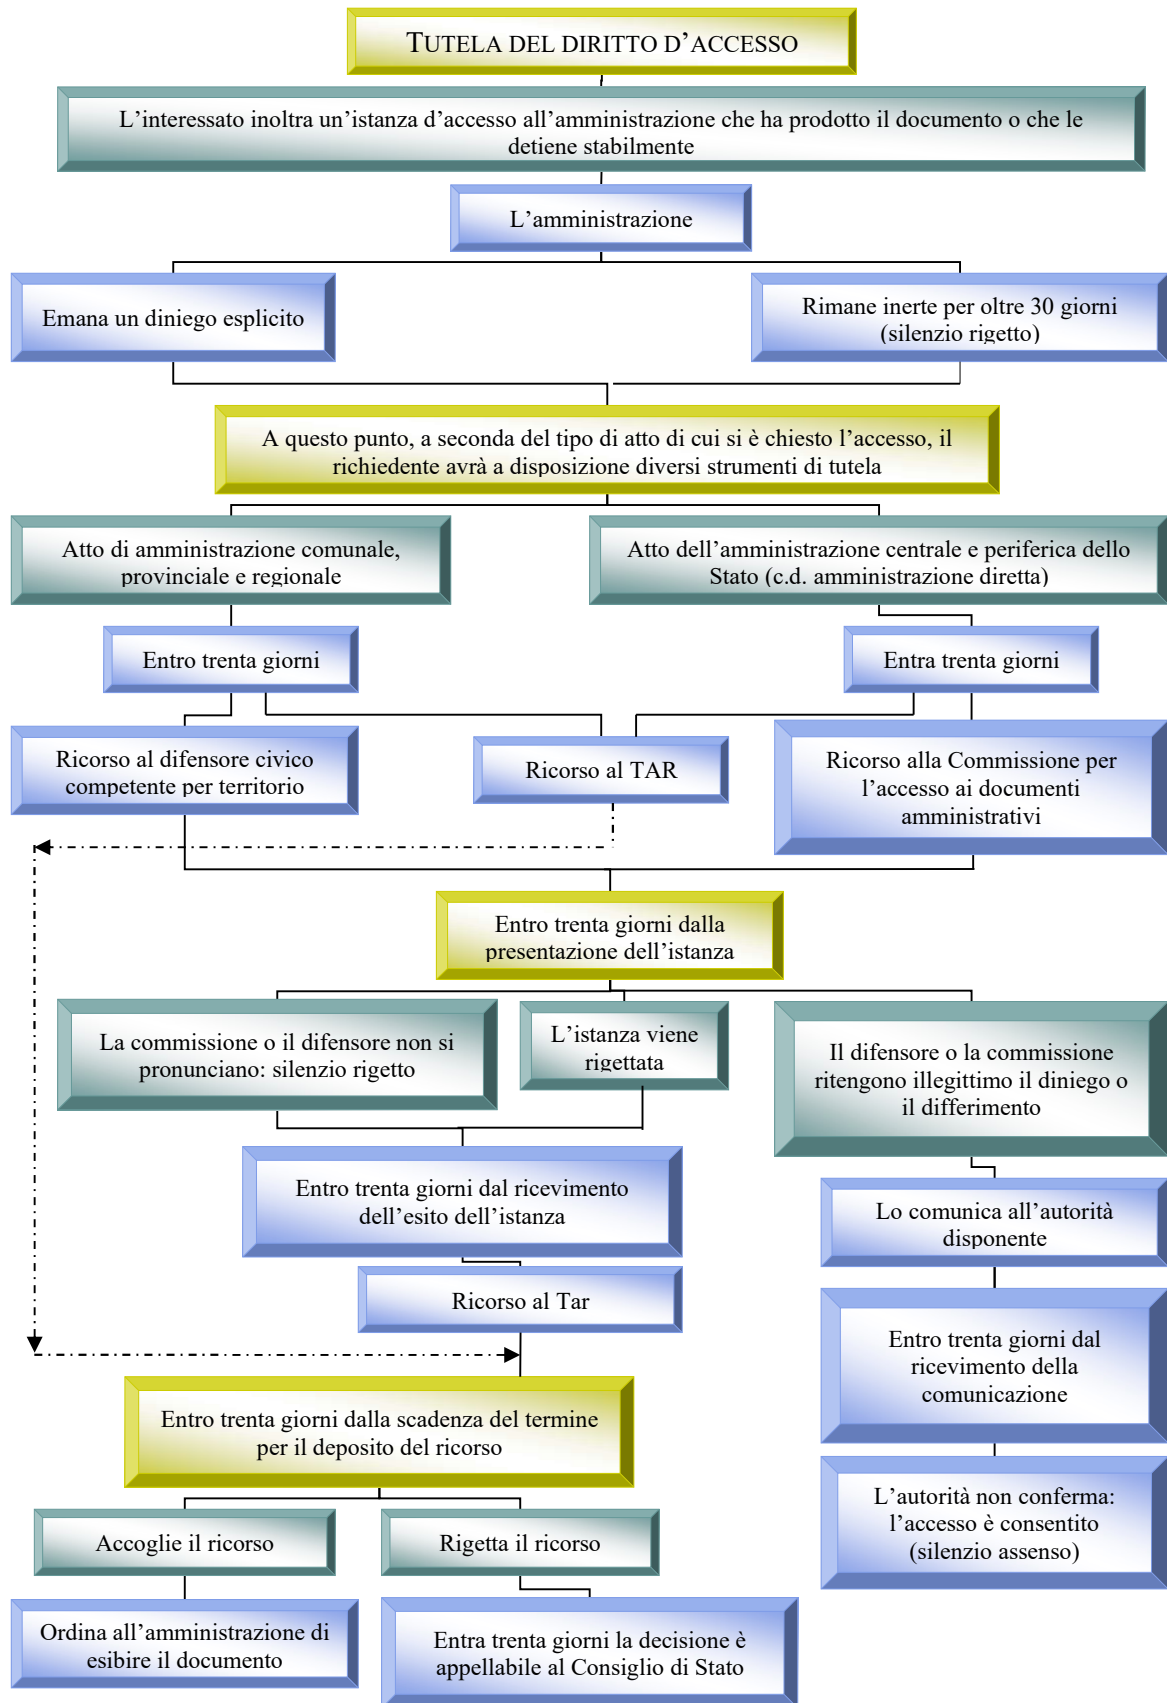 TUTELA DEL DIRITTO D’ACCESSO
L’interessato inoltra un’istanza d’accesso all’amministrazione che ha prodotto il documento o che le
detiene stabilmente
L’amministrazione
Emana un diniego esplicito
Rimane inerte per oltre 30 giorni
(silenzio rigetto)
A questo punto, a seconda del tipo di atto di cui si è chiesto l’accesso, il
richiedente avrà a disposizione diversi strumenti di tutela
Atto di amministrazione comunale,
provinciale e regionale
Atto dell’amministrazione centrale e periferica dello
Stato (c.d. amministrazione diretta)
Entro trenta giorni
Entra trenta giorni
Ricorso al difensore civico
competente per territorio
Ricorso al TAR
Ricorso alla Commissione per
l’accesso ai documenti
amministrativi
Entro trenta giorni dalla
presentazione dell’istanza
La commissione o il difensore non si
pronunciano: silenzio rigetto
L’istanza viene
rigettata
Il difensore o la commissione
ritengono illegittimo il diniego o
il differimento
Entro trenta giorni dal ricevimento
dell’esito dell’istanza
Lo comunica all’autorità
disponente
Ricorso al Tar
Entro trenta giorni dal
ricevimento della
comunicazione
Entro trenta giorni dalla scadenza del termine
per il deposito del ricorso
L’autorità non conferma:
l’accesso è consentito
(silenzio assenso)
Accoglie il ricorso
Rigetta il ricorso
Ordina all’amministrazione di
esibire il documento
Entra trenta giorni la decisione è
appellabile al Consiglio di Stato